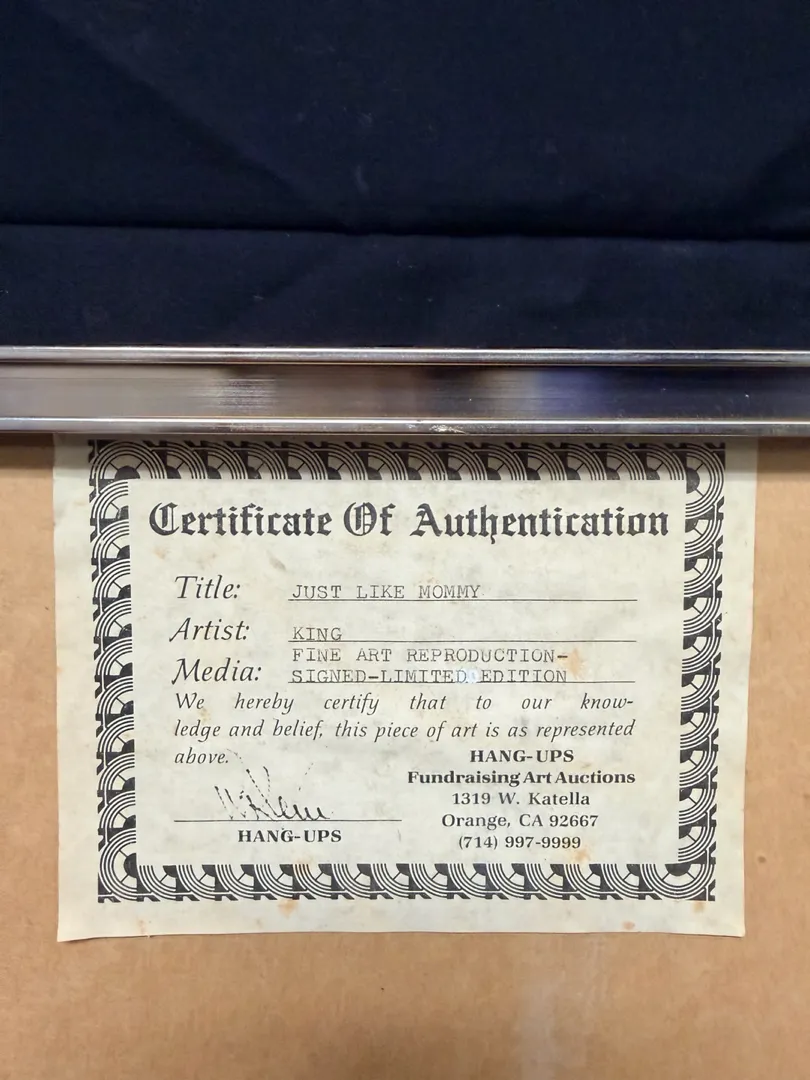 Certificate Of Authentication
Title: JUST LIKE MOMMY
Artist: KING
FINE ART REPRODUCTION-
Media: SIGNED-LIMITED EDITION
We hereby certify that to our know-
ledge and belief, this piece of art is as represented
above.
HANG-UPS
Fundraising Art Auctions
1319 W. Katella
Orange, CA 92667
(714) 997-9999
HANG-UPS